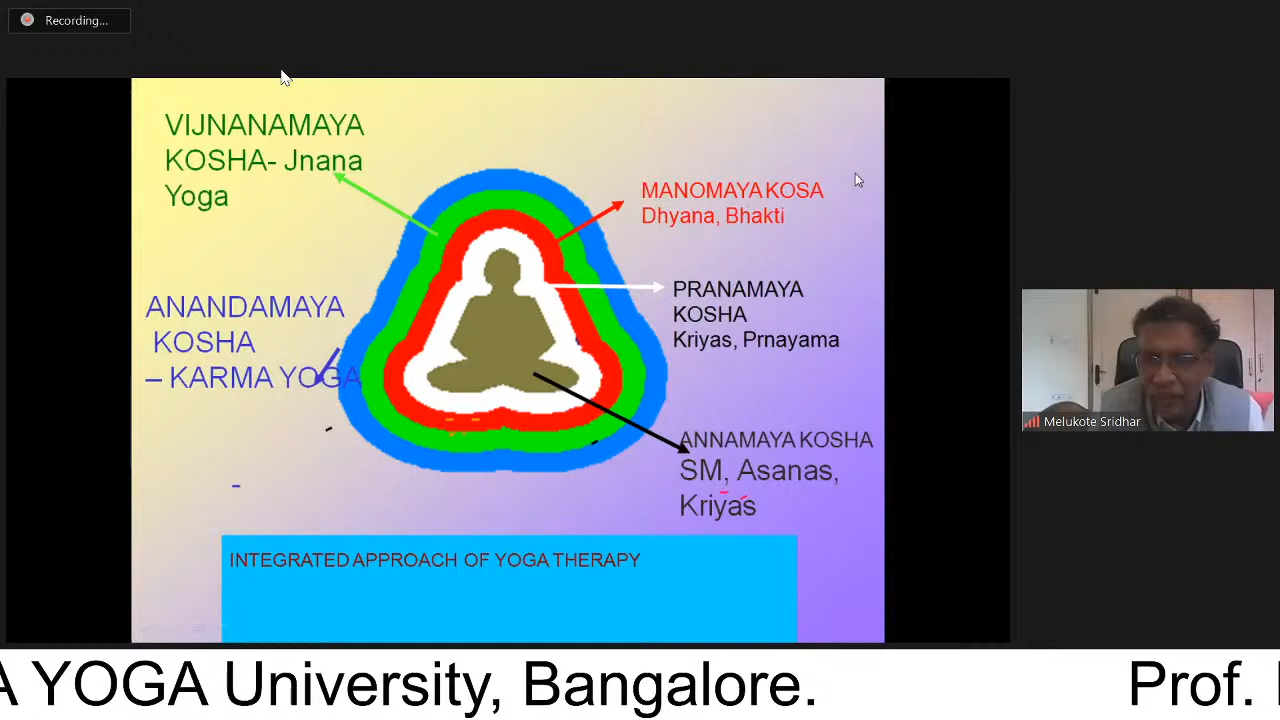 Recording...
VIJNANAMAYA
KOSHA- Jnana
Yoga
MANOMAYA KOSA
Dhyana, Bhakti
PRANAMAYA
KOSHA
Kriyas, Prnayama
ANANDAMAYA
KOSHA
– KARMA YOGA
ANNAMAYA KOSHA
SM, Asanas,
Kriyas
INTEGRATED APPROACH OF YOGA THERAPY
Melukote Sridhar
A YOGA University, Bangalore. Prof.